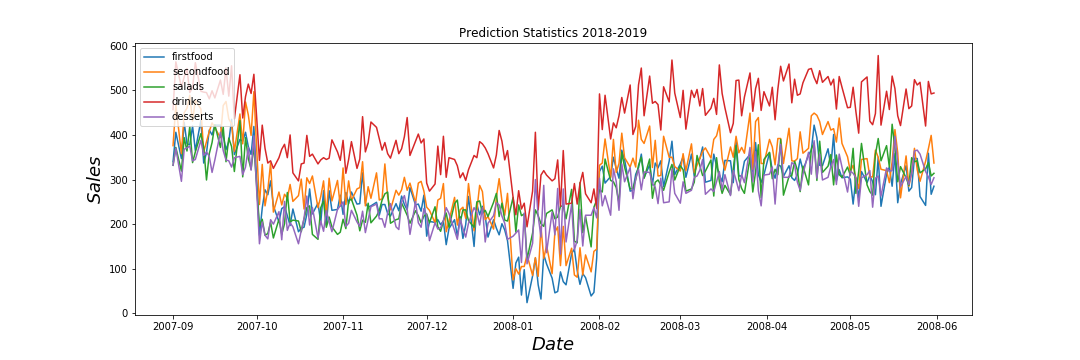 Prediction Statistics 2018-2019
600
500
400
300
200
100
0
Sales
firstfood
secondfood
salads
drinks
desserts
2007-09 2007-10 2007-11 2007-12 2008-01 2008-02 2008-03 2008-04 2008-05 2008-06
Date